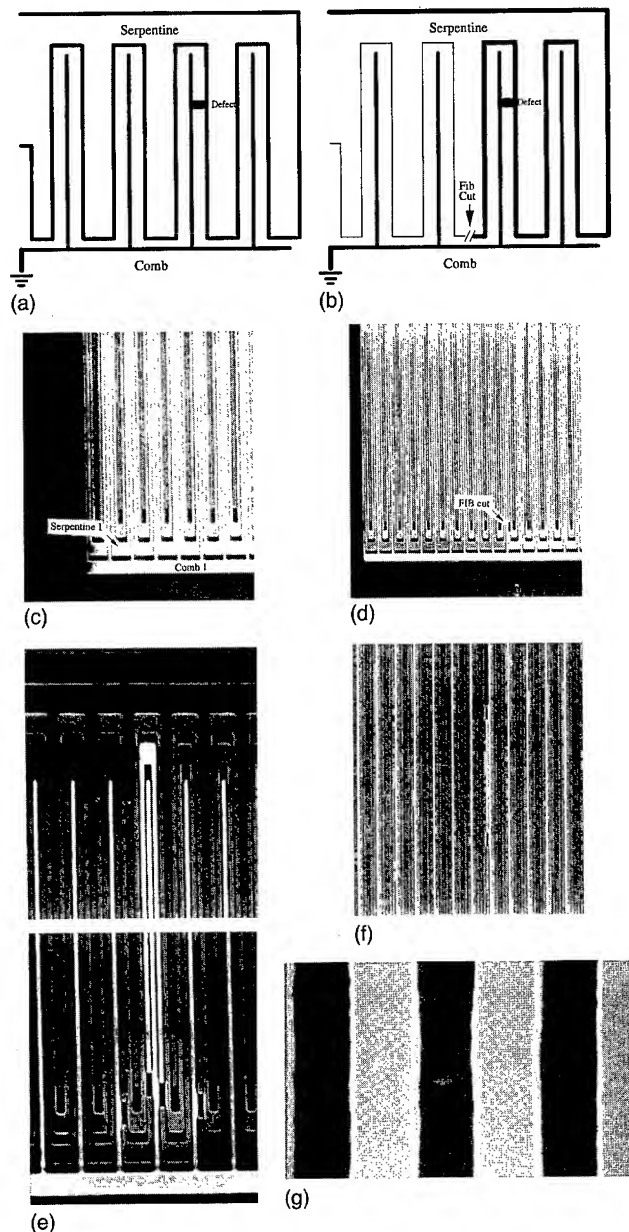 Serpentine
Defect
Comb
(a)
Serpentine
Defect
Fib
Cut
Comb
(b)
Serpentine 1
Comb 1
(c)
FIB cut
(d)
(e)
(f)
(g)